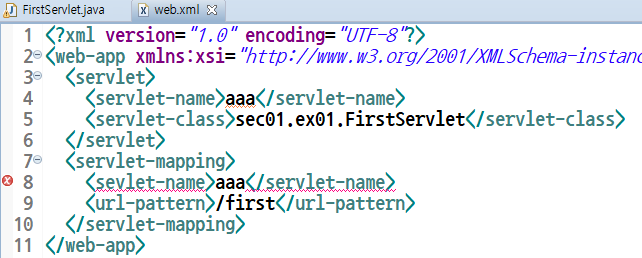 FirstServlet.java web.xml
1 <?xml version="1.0" encoding="UTF-8"?>
2 <web-app xmlns:xsi="http://www.w3.org/2001/XMLSchema-instanc
3 <servlet>
4 <servlet-name>aaa</servlet-name>
5 <servlet-class>sec01.ex01.FirstServlet</servlet-class>
6 </servlet>
7 <servlet-mapping>
8 <sevlet-name>aaa</servlet-name>
9 <url-pattern>/first</url-pattern>
10 </servlet-mapping>
11 </web-app>